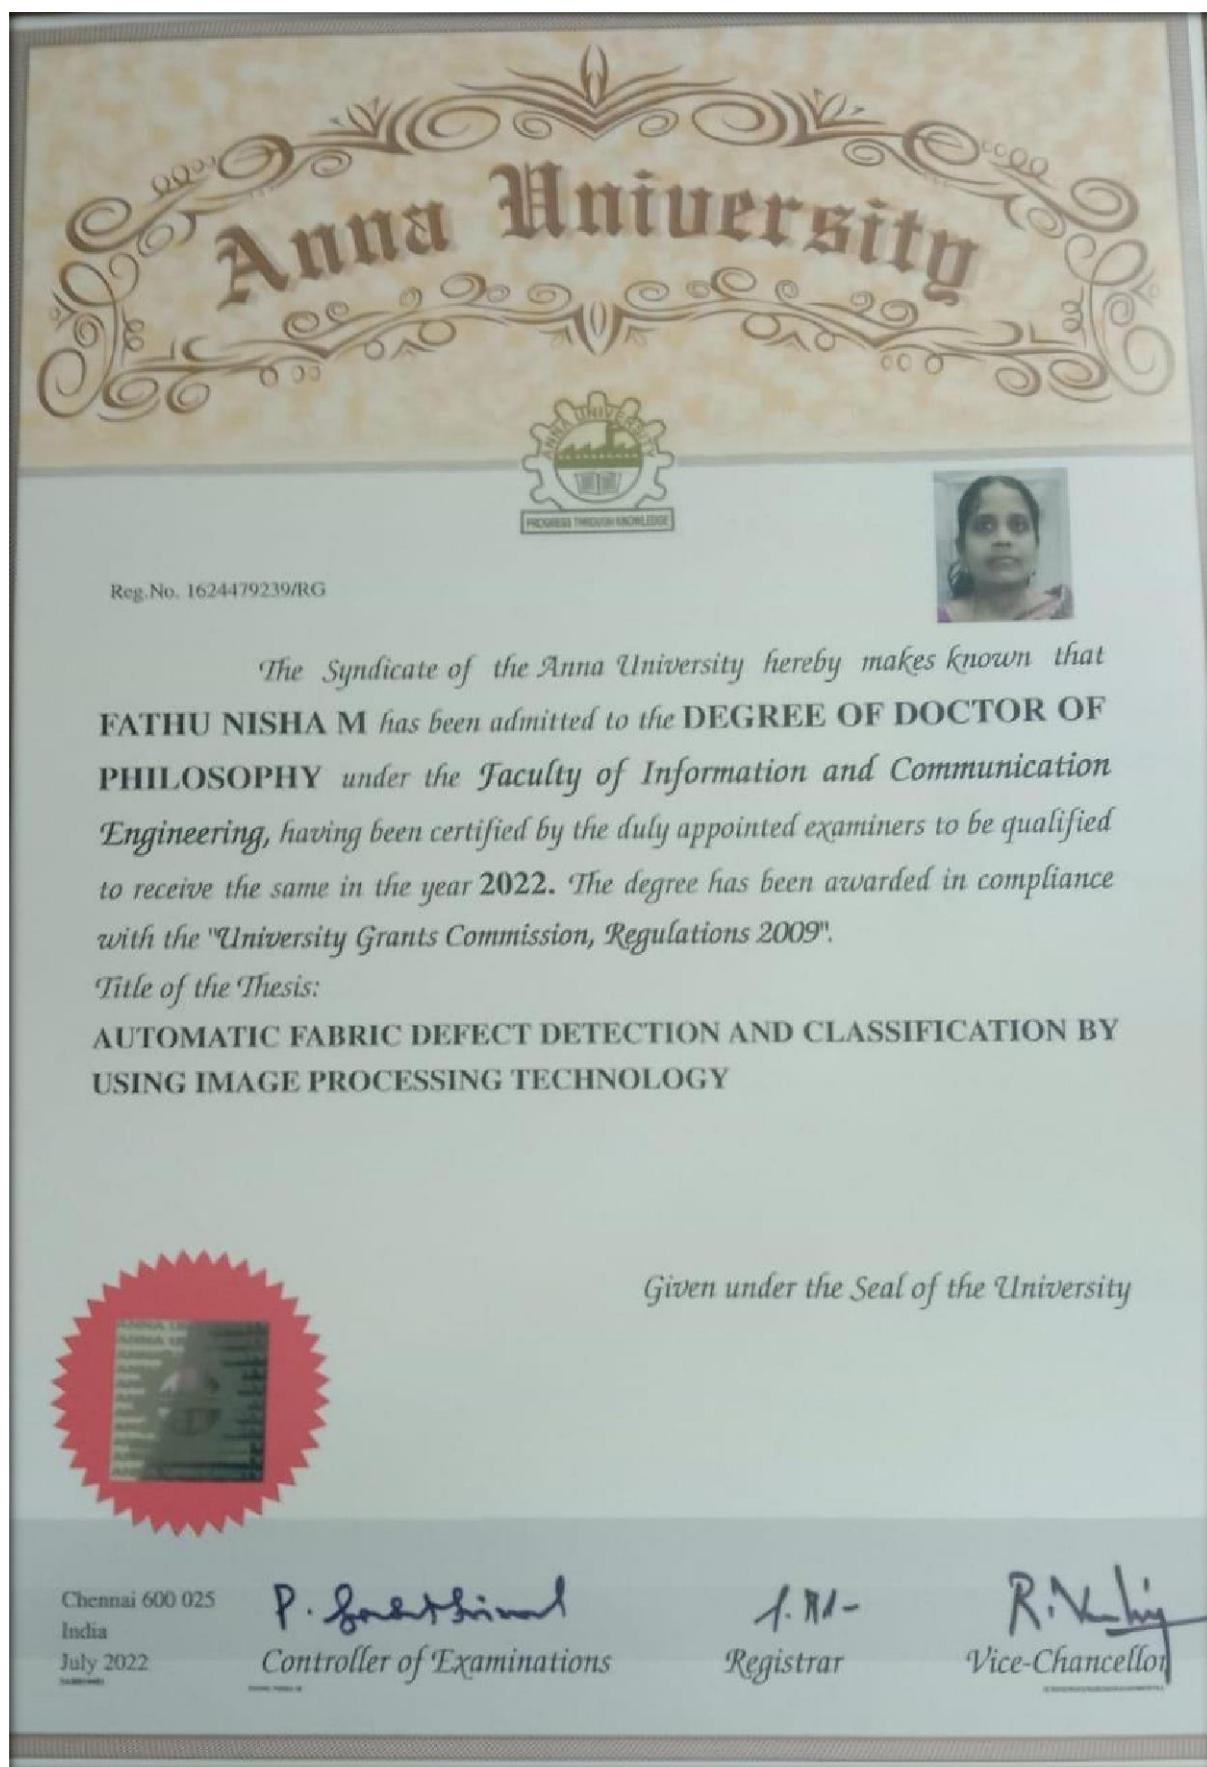 Anna University
ANNA UNIVERSITY
PROGRESS THROUGH KNOWLEDGE
Reg.No. 1624479239/RG
The Syndicate of the Anna University hereby makes known that
FATHU NISHA M has been admitted to the DEGREE OF DOCTOR OF
PHILOSOPHY under the Faculty of Information and Communication
Engineering, having been certified by the duly appointed examiners to be qualified
to receive the same in the year 2022. The degree has been awarded in compliance
with the "University Grants Commission, Regulations 2009".
Title of the Thesis:
AUTOMATIC FABRIC DEFECT DETECTION AND CLASSIFICATION BY
USING IMAGE PROCESSING TECHNOLOGY
Given under the Seal of the University
Chennai 600 025
India
July 2022
P.
Controller of Examinations
Registrar
R.
Vice-Chancellor